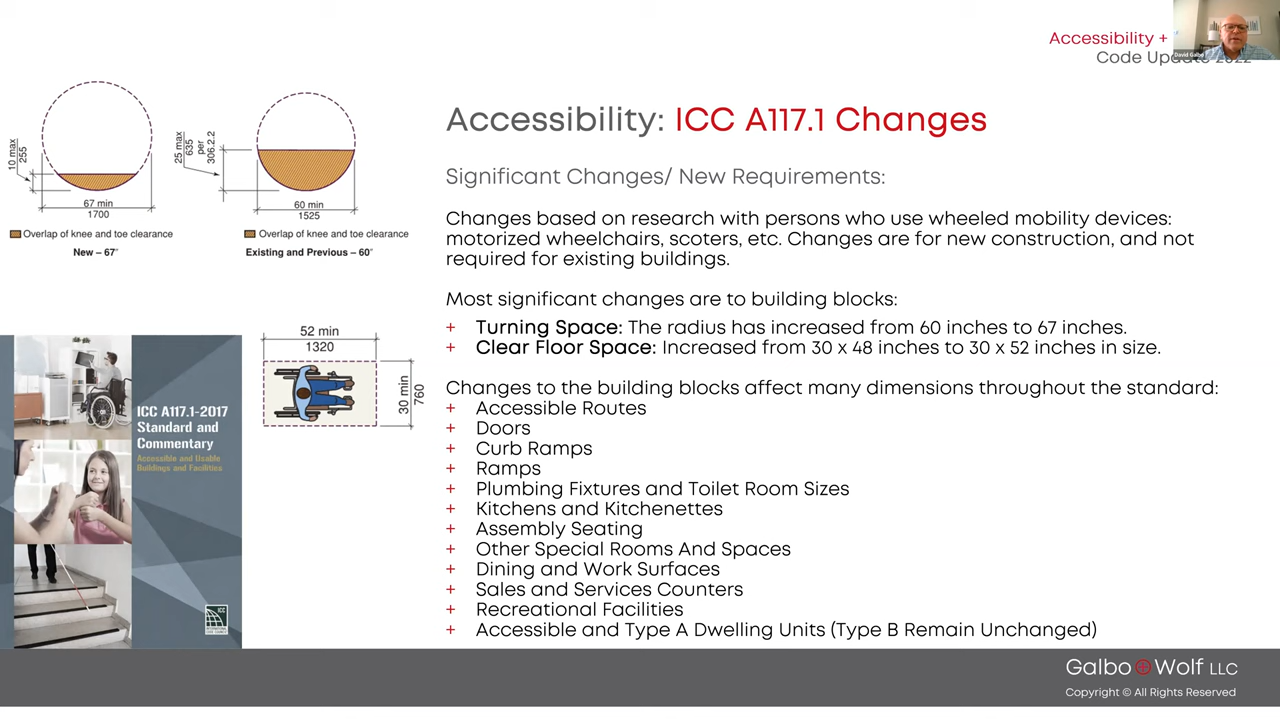 Accessibility +
Code Update 2022
David Galbo
Accessibility: ICC A117.1 Changes
Significant Changes/ New Requirements:
Changes based on research with persons who use wheeled mobility devices:
motorized wheelchairs, scoters, etc. Changes are for new construction, and not
required for existing buildings.
Most significant changes are to building blocks:
+ Turning Space: The radius has increased from 60 inches to 67 inches.
+ Clear Floor Space: Increased from 30 x 48 inches to 30 x 52 inches in size.
Changes to the building blocks affect many dimensions throughout the standard:
+ Accessible Routes
+ Doors
+ Curb Ramps
+ Ramps
+ Plumbing Fixtures and Toilet Room Sizes
+ Kitchens and Kitchenettes
+ Assembly Seating
+ Other Special Rooms And Spaces
+ Dining and Work Surfaces
+ Sales and Services Counters
+ Recreational Facilities
+ Accessible and Type A Dwelling Units (Type B Remain Unchanged)
10 max
255
67 min
1700
Overlap of knee and toe clearance
New – 67"
25 max
635
per
306.2.2
60 min
1525
Overlap of knee and toe clearance
Existing and Previous – 60"
52 min
1320
30 min
760
ICC A117.1-2017
Standard and
Commentary
Accessible and Usable
Buildings and Facilities
ICC
INTERNATIONAL
CODE COUNCIL
Galbo + Wolf LLC
Copyright © All Rights Reserved